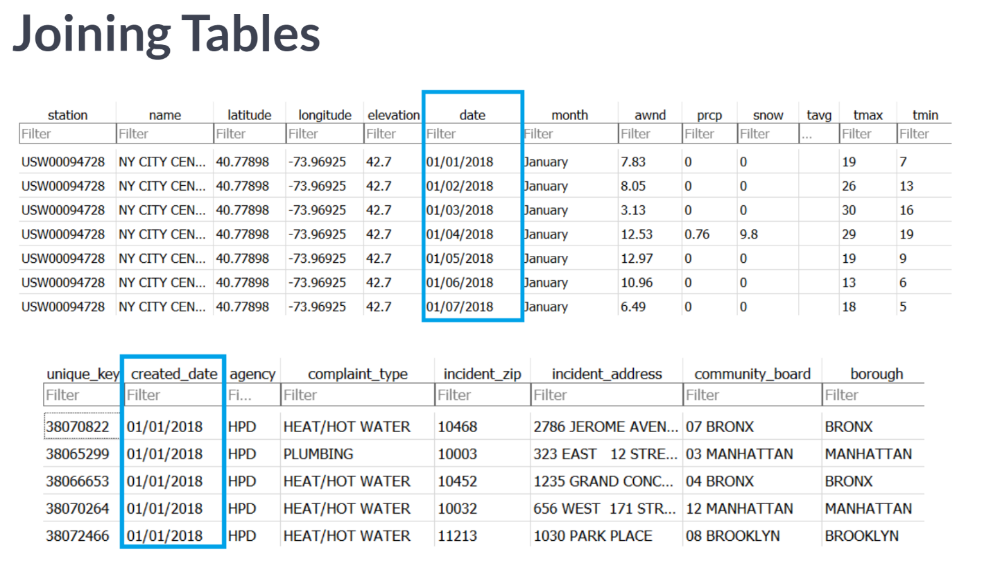 Joining Tables
station name latitude longitude elevation date month awnd prcp snow tavg tmax tmin
Filter Filter Filter Filter Filter Filter Filter Filter Filter Filter ... Filter Filter
USW00094728 NY CITY CEN... 40.77898 -73.96925 42.7 01/01/2018 January 7.83 0 0 19 7
USW00094728 NY CITY CEN... 40.77898 -73.96925 42.7 01/02/2018 January 8.05 0 0 26 13
USW00094728 NY CITY CEN... 40.77898 -73.96925 42.7 01/03/2018 January 3.13 0 0 30 16
USW00094728 NY CITY CEN... 40.77898 -73.96925 42.7 01/04/2018 January 12.53 0.76 9.8 29 19
USW00094728 NY CITY CEN... 40.77898 -73.96925 42.7 01/05/2018 January 12.97 0 0 19 9
USW00094728 NY CITY CEN... 40.77898 -73.96925 42.7 01/06/2018 January 10.96 0 0 13 6
USW00094728 NY CITY CEN... 40.77898 -73.96925 42.7 01/07/2018 January 6.49 0 0 18 5
unique_key created_date agency complaint_type incident_zip incident_address community_board borough
Filter Filter Fi... Filter Filter Filter Filter Filter
38070822 01/01/2018 HPD HEAT/HOT WATER 10468 2786 JEROME AVEN... 07 BRONX BRONX
38065299 01/01/2018 HPD PLUMBING 10003 323 EAST 12 STRE... 03 MANHATTAN MANHATTAN
38066653 01/01/2018 HPD HEAT/HOT WATER 10452 1235 GRAND CONC... 04 BRONX BRONX
38070264 01/01/2018 HPD HEAT/HOT WATER 10032 656 WEST 171 STR... 12 MANHATTAN MANHATTAN
38072466 01/01/2018 HPD HEAT/HOT WATER 11213 1030 PARK PLACE 08 BROOKLYN BROOKLYN